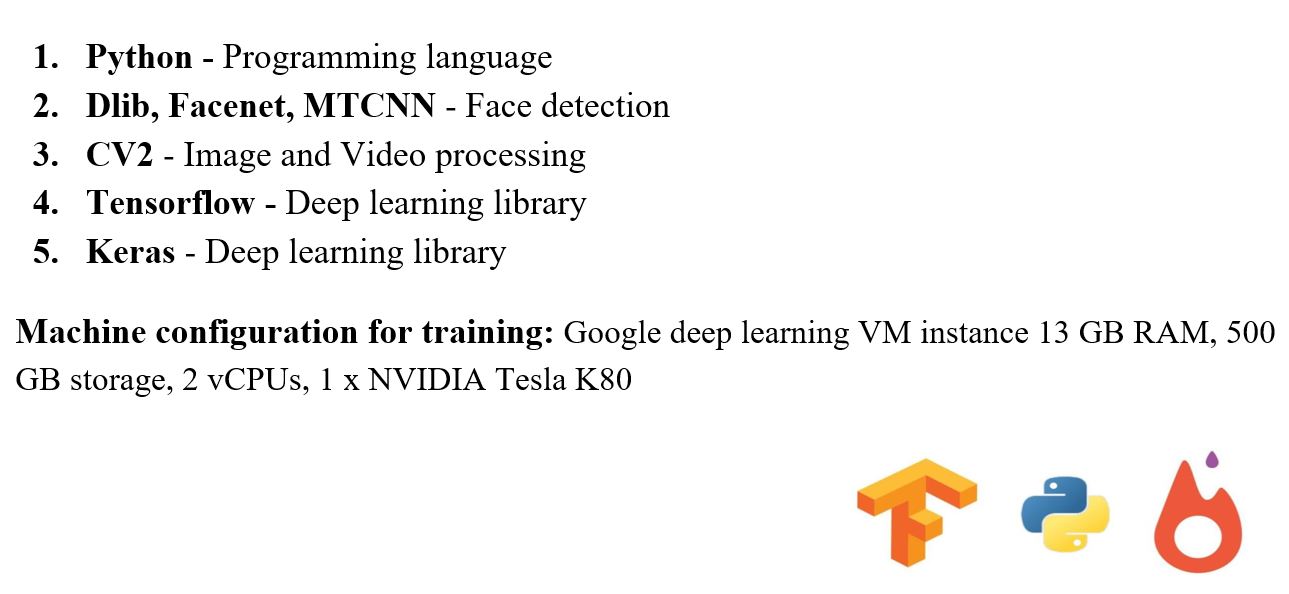 1. Python - Programming language
2. Dlib, Facenet, MTCNN - Face detection
3. CV2 - Image and Video processing
4. Tensorflow - Deep learning library
5. Keras - Deep learning library
Machine configuration for training: Google deep learning VM instance 13 GB RAM, 500
GB storage, 2 vCPUs, 1 x NVIDIA Tesla K80